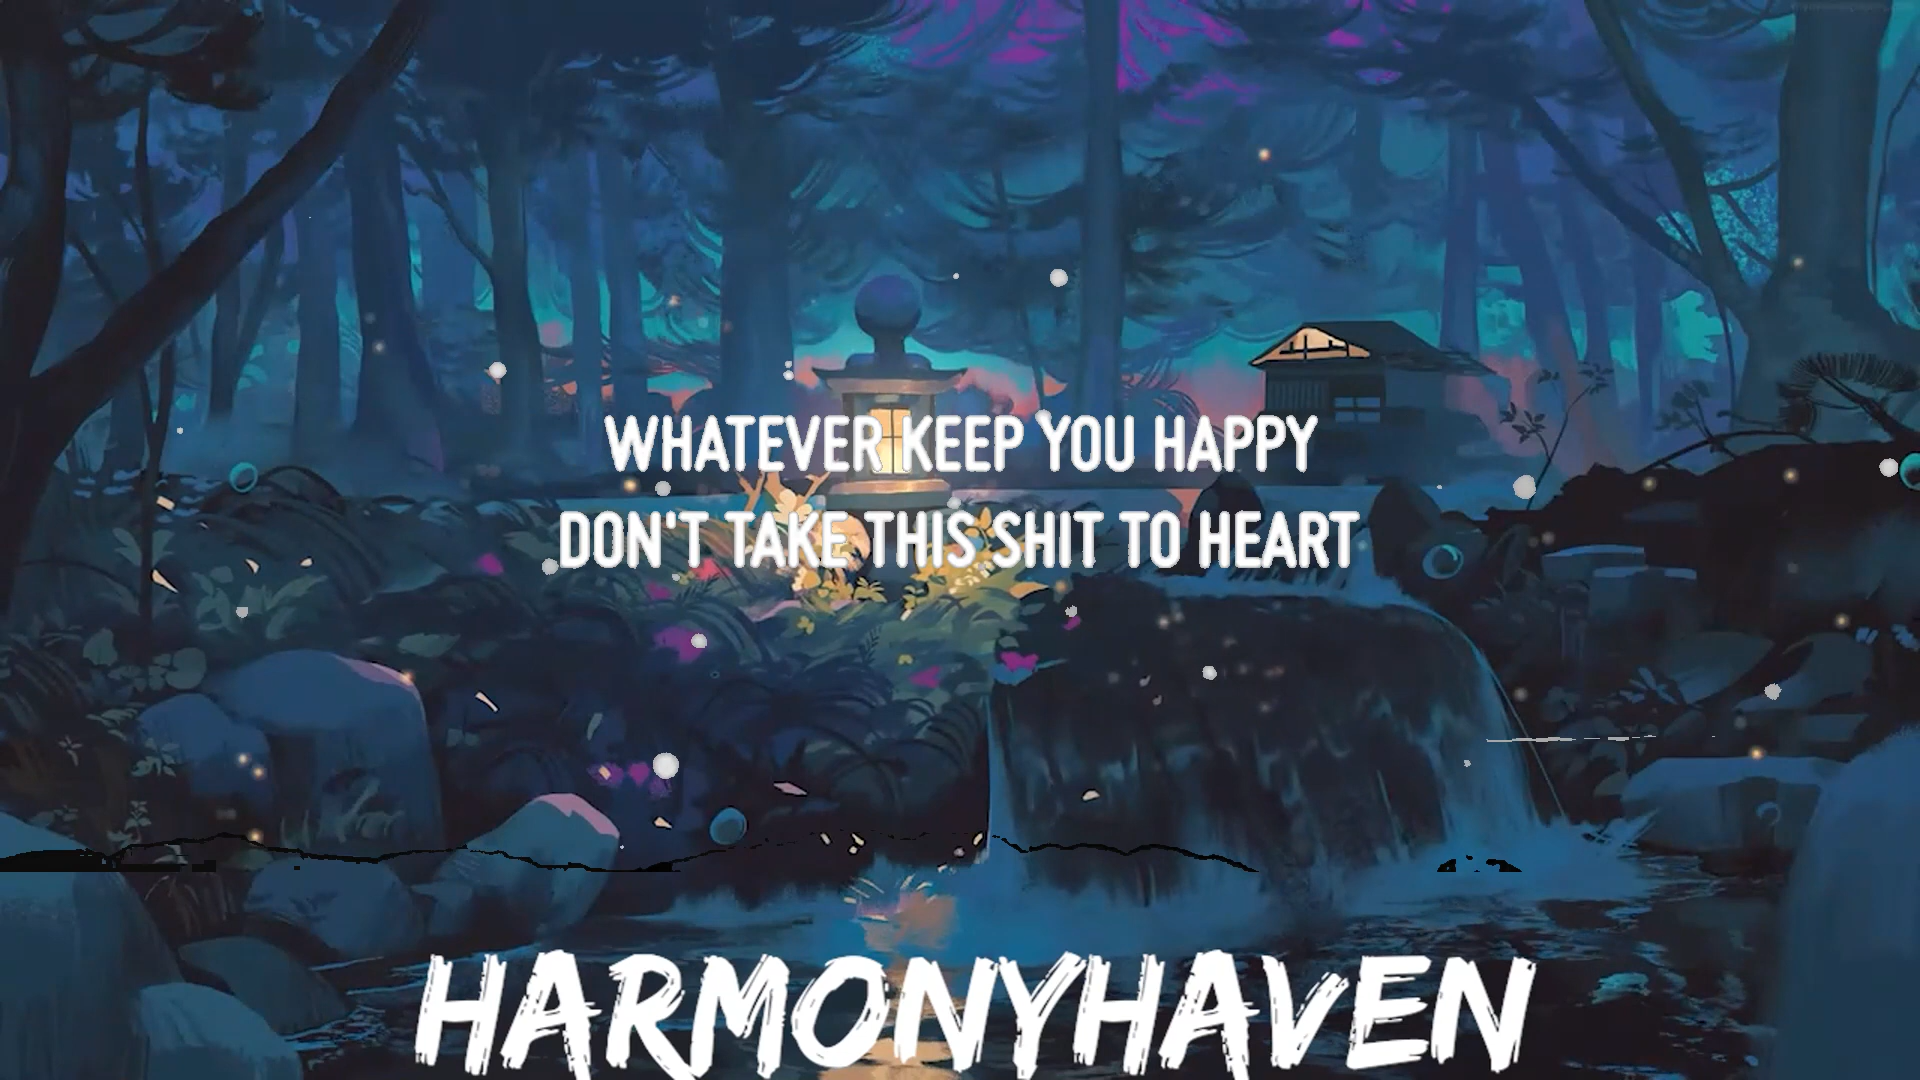 WHATEVER KEEP YOU HAPPY
DON'T TAKE THIS SHIT TO HEART
HARMONYHAVEN